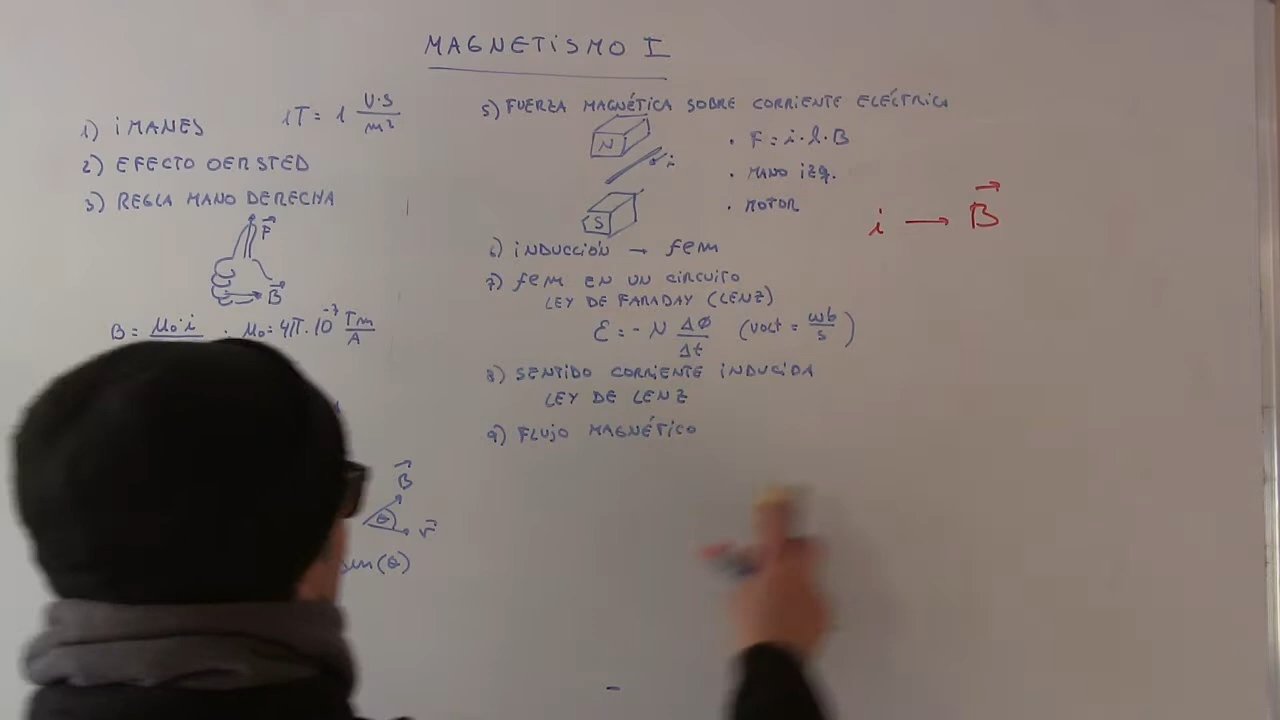 MAGNETISMO I
1) IMANES
1T = 1 V·S/m²
2) EFECTO OERSTED
3) REGLA MANO DERECHA
F
B
B = μ₀·i · μ₀ = 4π·10⁻⁷ Tm/A
B
θ
v
sen(θ)
5) FUERZA MAGNÉTICA SOBRE CORRIENTE ELÉCTRICA
N
i
S
· F = i·l·B
· MANO IZQ.
· MOTOR
6) INDUCCIÓN → fem
7) fem EN UN CIRCUITO
LEY DE FARADAY (LENZ)
ε = - N Δφ/Δt (volt = wb/s)
8) SENTIDO CORRIENTE INDUCIDA
LEY DE LENZ
9) FLUJO MAGNÉTICO
i → B